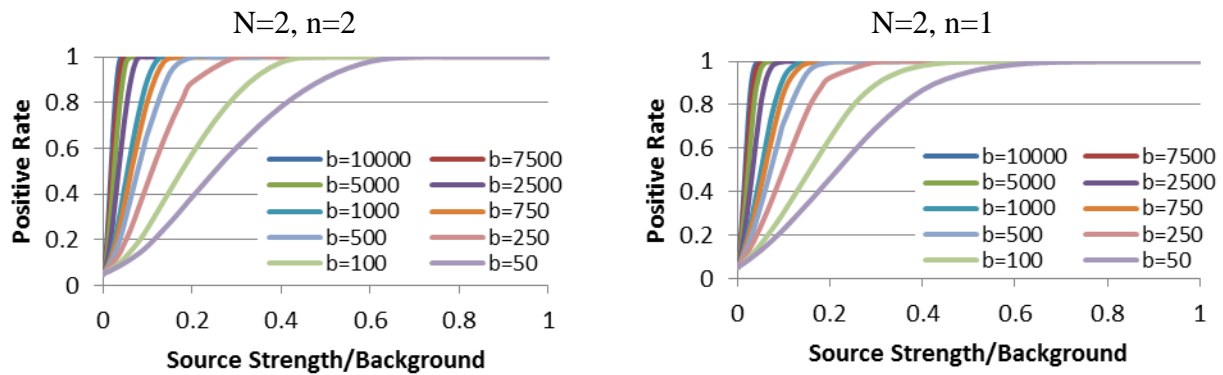 N=2, n=2
1
0.8
0.6
0.4
0.2
0
Positive Rate
b=10000 b=7500
b=5000 b=2500
b=1000 b=750
b=500 b=250
b=100 b=50
0 0.2 0.4 0.6 0.8 1
Source Strength/Background
N=2, n=1
1
0.8
0.6
0.4
0.2
0
Positive Rate
b=10000 b=7500
b=5000 b=2500
b=1000 b=750
b=500 b=250
b=100 b=50
0 0.2 0.4 0.6 0.8 1
Source Strength/Background